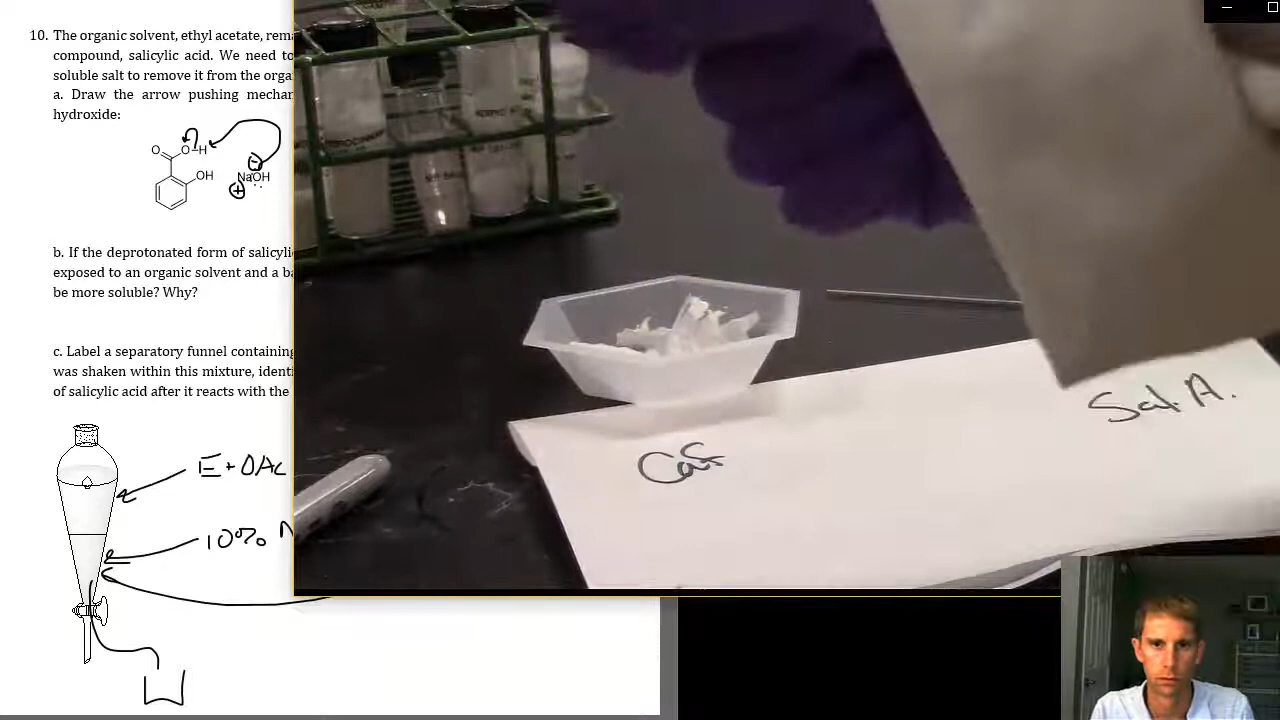 10. The organic solvent, ethyl acetate, rema
compound, salicylic acid. We need to
soluble salt to remove it from the orga
a. Draw the arrow pushing mechan
hydroxide:
O O–H
OH NaOH
b. If the deprotonated form of salicyli
exposed to an organic solvent and a ba
be more soluble? Why?
c. Label a separatory funnel containing
was shaken within this mixture, identi
of salicylic acid after it reacts with the
EtOAc
10% N
Caf
Sal. A.